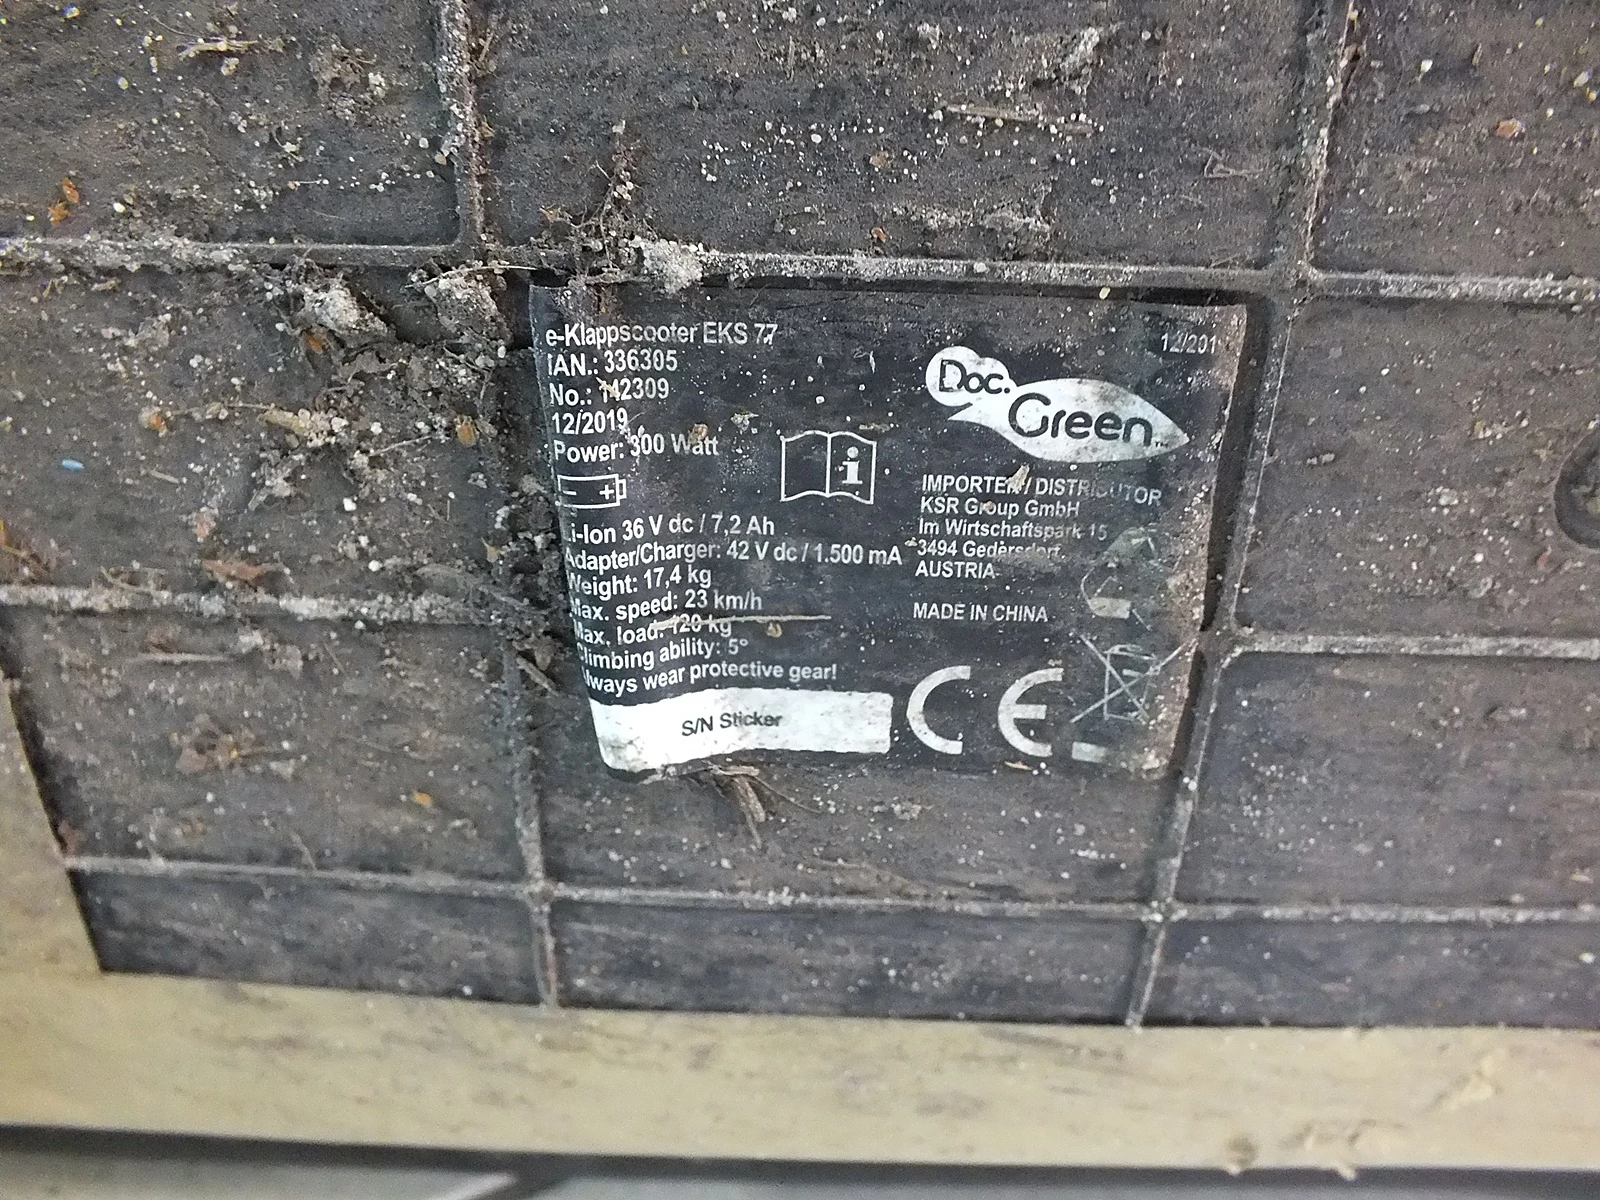 e-Klappscooter EKS 77
IAN.: 336305
No.: 142309
12/2019
Power: 300 Watt
- +
Li-Ion 36 V dc / 7,2 Ah
Adapter/Charger: 42 V dc / 1.500 mA
Weight: 17,4 kg
Max. speed: 23 km/h
Max. load: 120 kg
Climbing ability: 5°
Always wear protective gear!
S/N Sticker
12/201
Doc.
Green
i
IMPORTER / DISTRIBUTOR
KSR Group GmbH
Im Wirtschaftspark 15
3494 Gedersdorf,
AUSTRIA
MADE IN CHINA
CE